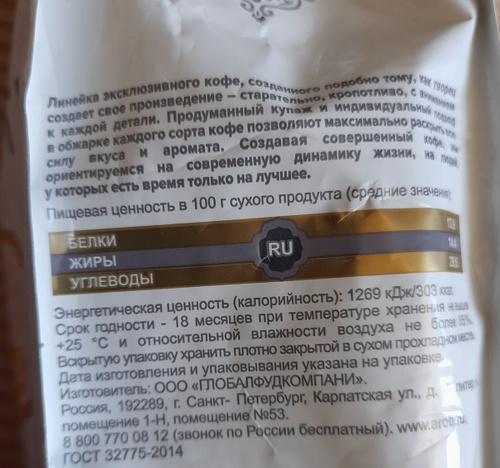 Линейка эксклюзивного кофе, созданного подобно тому, как творец
создает свое произведение – старательно, кропотливо, с вниманием
к каждой детали. Продуманный купаж и индивидуальный подход
в обжарке каждого сорта кофе позволяют максимально раскрыть
силу вкуса и аромата. Создавая совершенный кофе,
ориентируемся на современную динамику жизни, на людей,
у которых есть время только на лучшее.
Пищевая ценность в 100 г сухого продукта (средние значения)
БЕЛКИ
ЖИРЫ
УГЛЕВОДЫ
RU
Энергетическая ценность (калорийность): 1269 кДж/303 ккал.
Срок годности - 18 месяцев при температуре хранения не выше
+25 °С и относительной влажности воздуха не более
Вскрытую упаковку хранить плотно закрытой в сухом прохладном месте.
Дата изготовления и упаковывания указана на упаковке.
Изготовитель: ООО «ГЛОБАЛФУДКОМПАНИ».
Россия, 192289, г. Санкт- Петербург, Карпатская ул., д.
помещение 1-Н, помещение №53.
8 800 770 08 12 (звонок по России бесплатный).
ГОСТ 32775-2014